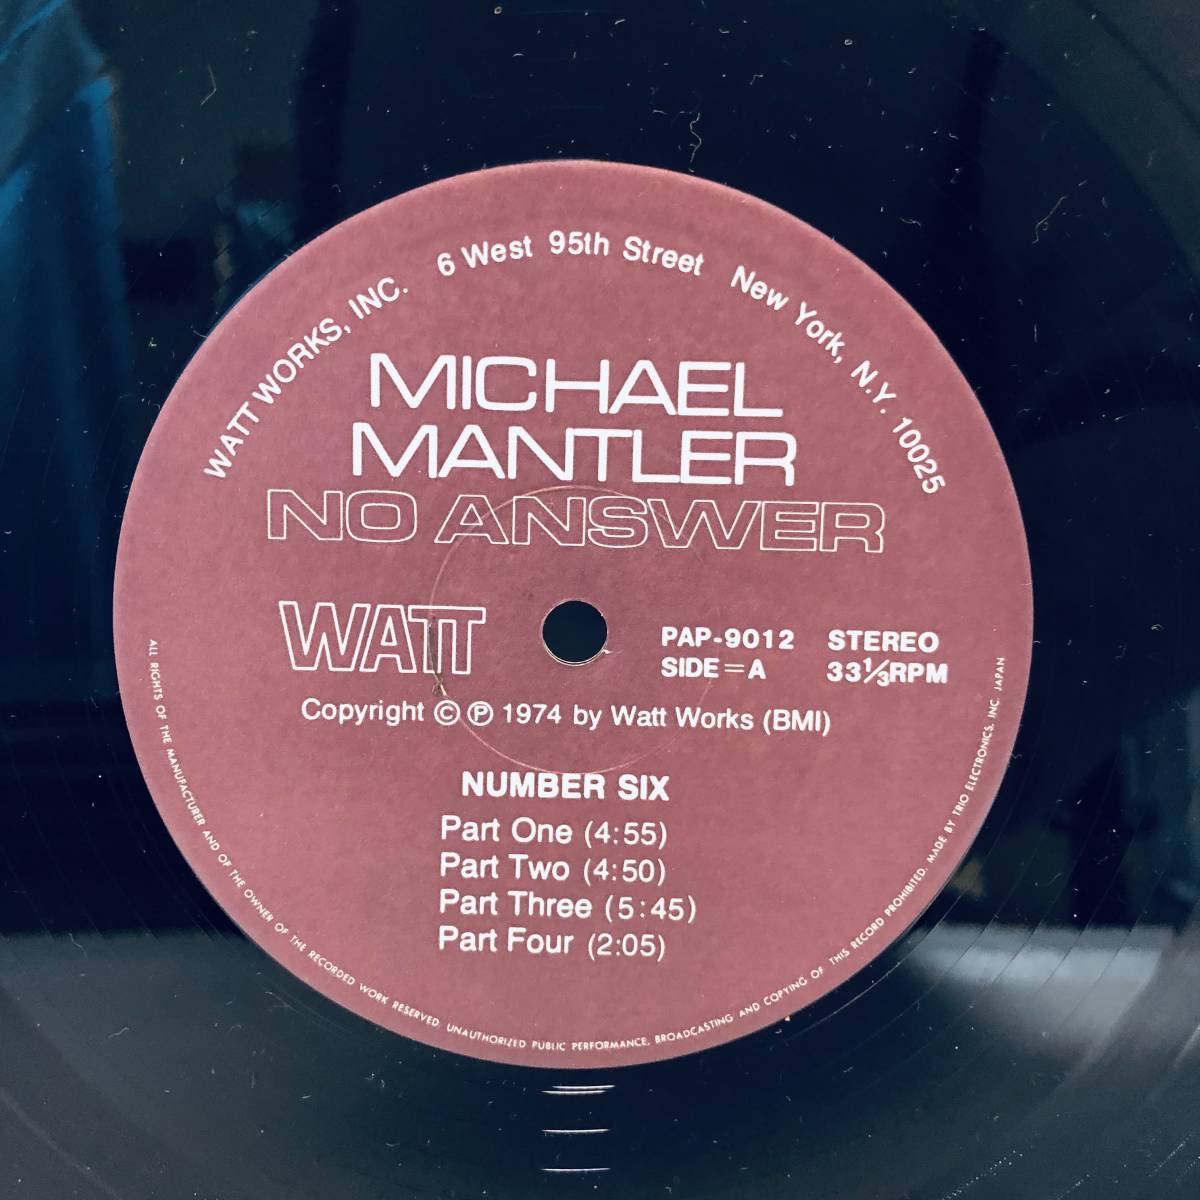 WATT WORKS, INC. 6 West 95th Street New York, N.Y. 10025
MICHAEL
MANTLER
NO ANSWER
WATT
PAP-9012 STEREO
SIDE=A 33⅓RPM
Copyright © ℗ 1974 by Watt Works (BMI)
NUMBER SIX
Part One (4:55)
Part Two (4:50)
Part Three (5:45)
Part Four (2:05)
ALL RIGHTS OF THE MANUFACTURER AND OF THE OWNER OF THE RECORDED WORK RESERVED. UNAUTHORIZED PUBLIC PERFORMANCE, BROADCASTING AND COPYING OF THIS RECORD PROHIBITED. MADE BY TRIO ELECTRONICS, INC. JAPAN